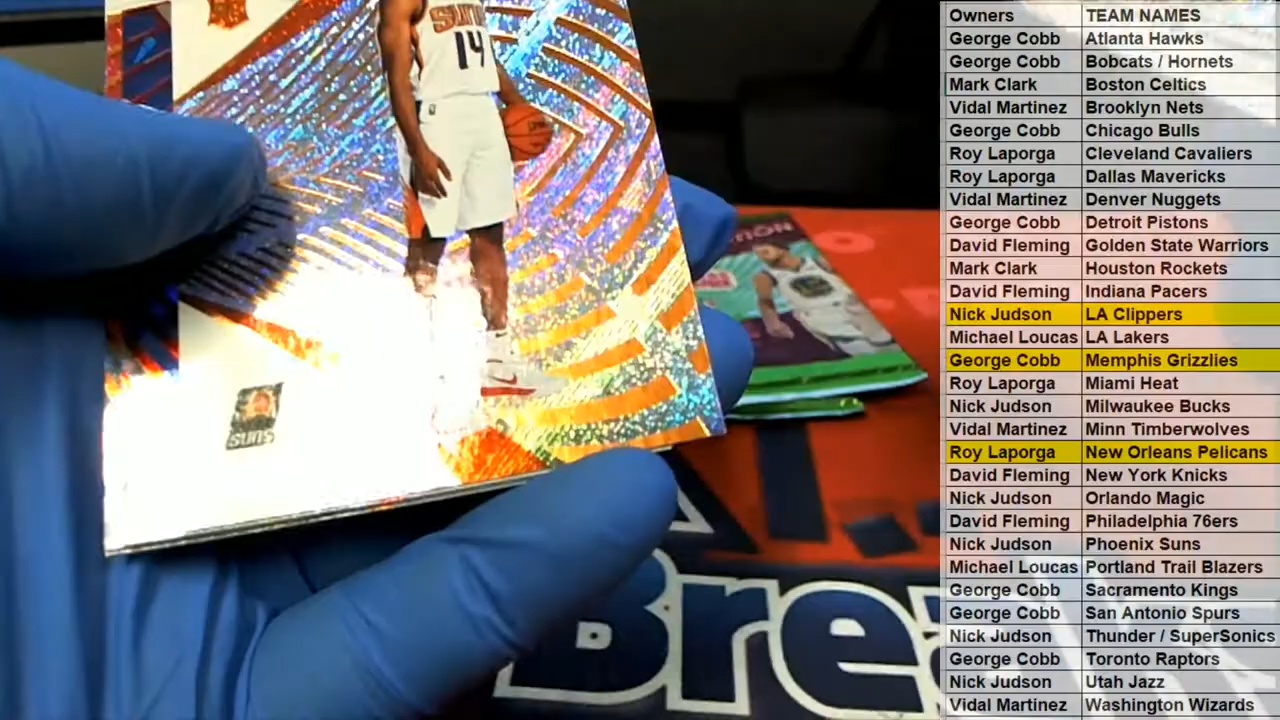 Owners TEAM NAMES
George Cobb Atlanta Hawks
George Cobb Bobcats / Hornets
Mark Clark Boston Celtics
Vidal Martinez Brooklyn Nets
George Cobb Chicago Bulls
Roy Laporga Cleveland Cavaliers
Roy Laporga Dallas Mavericks
Vidal Martinez Denver Nuggets
George Cobb Detroit Pistons
David Fleming Golden State Warriors
Mark Clark Houston Rockets
David Fleming Indiana Pacers
Nick Judson LA Clippers
Michael Loucas LA Lakers
George Cobb Memphis Grizzlies
Roy Laporga Miami Heat
Nick Judson Milwaukee Bucks
Vidal Martinez Minn Timberwolves
Roy Laporga New Orleans Pelicans
David Fleming New York Knicks
Nick Judson Orlando Magic
David Fleming Philadelphia 76ers
Nick Judson Phoenix Suns
Michael Loucas Portland Trail Blazers
George Cobb Sacramento Kings
George Cobb San Antonio Spurs
Nick Judson Thunder / SuperSonics
George Cobb Toronto Raptors
Nick Judson Utah Jazz
Vidal Martinez Washington Wizards
14
SUNS
Brea